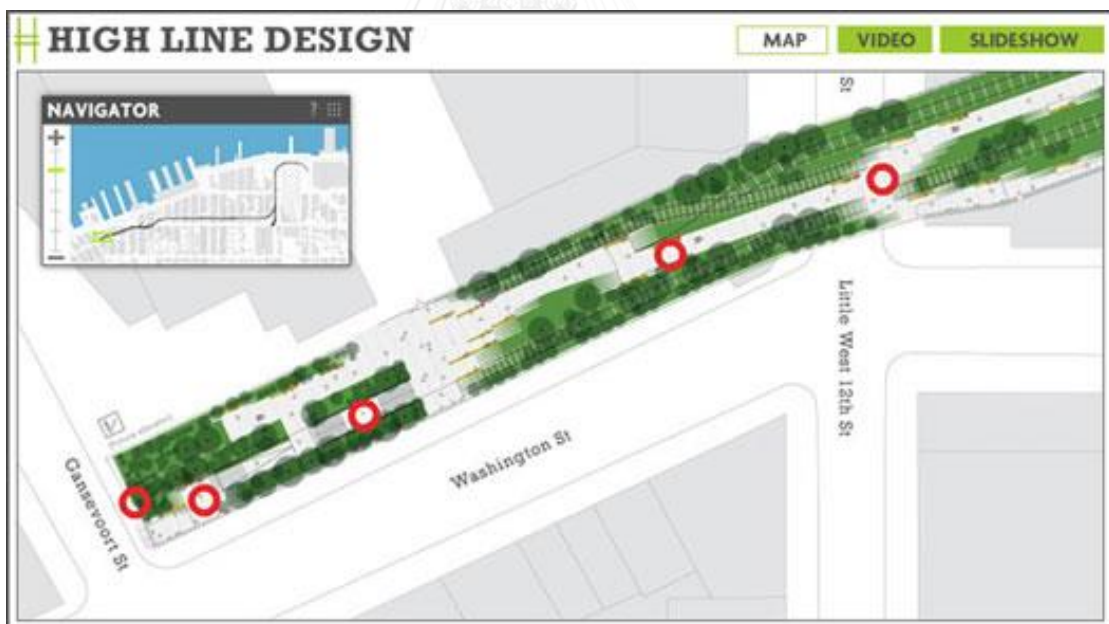 HIGH LINE DESIGN
MAP
VIDEO
SLIDESHOW
NAVIGATOR
?
St
Little West 12th St
Washington St
Gansevoort St